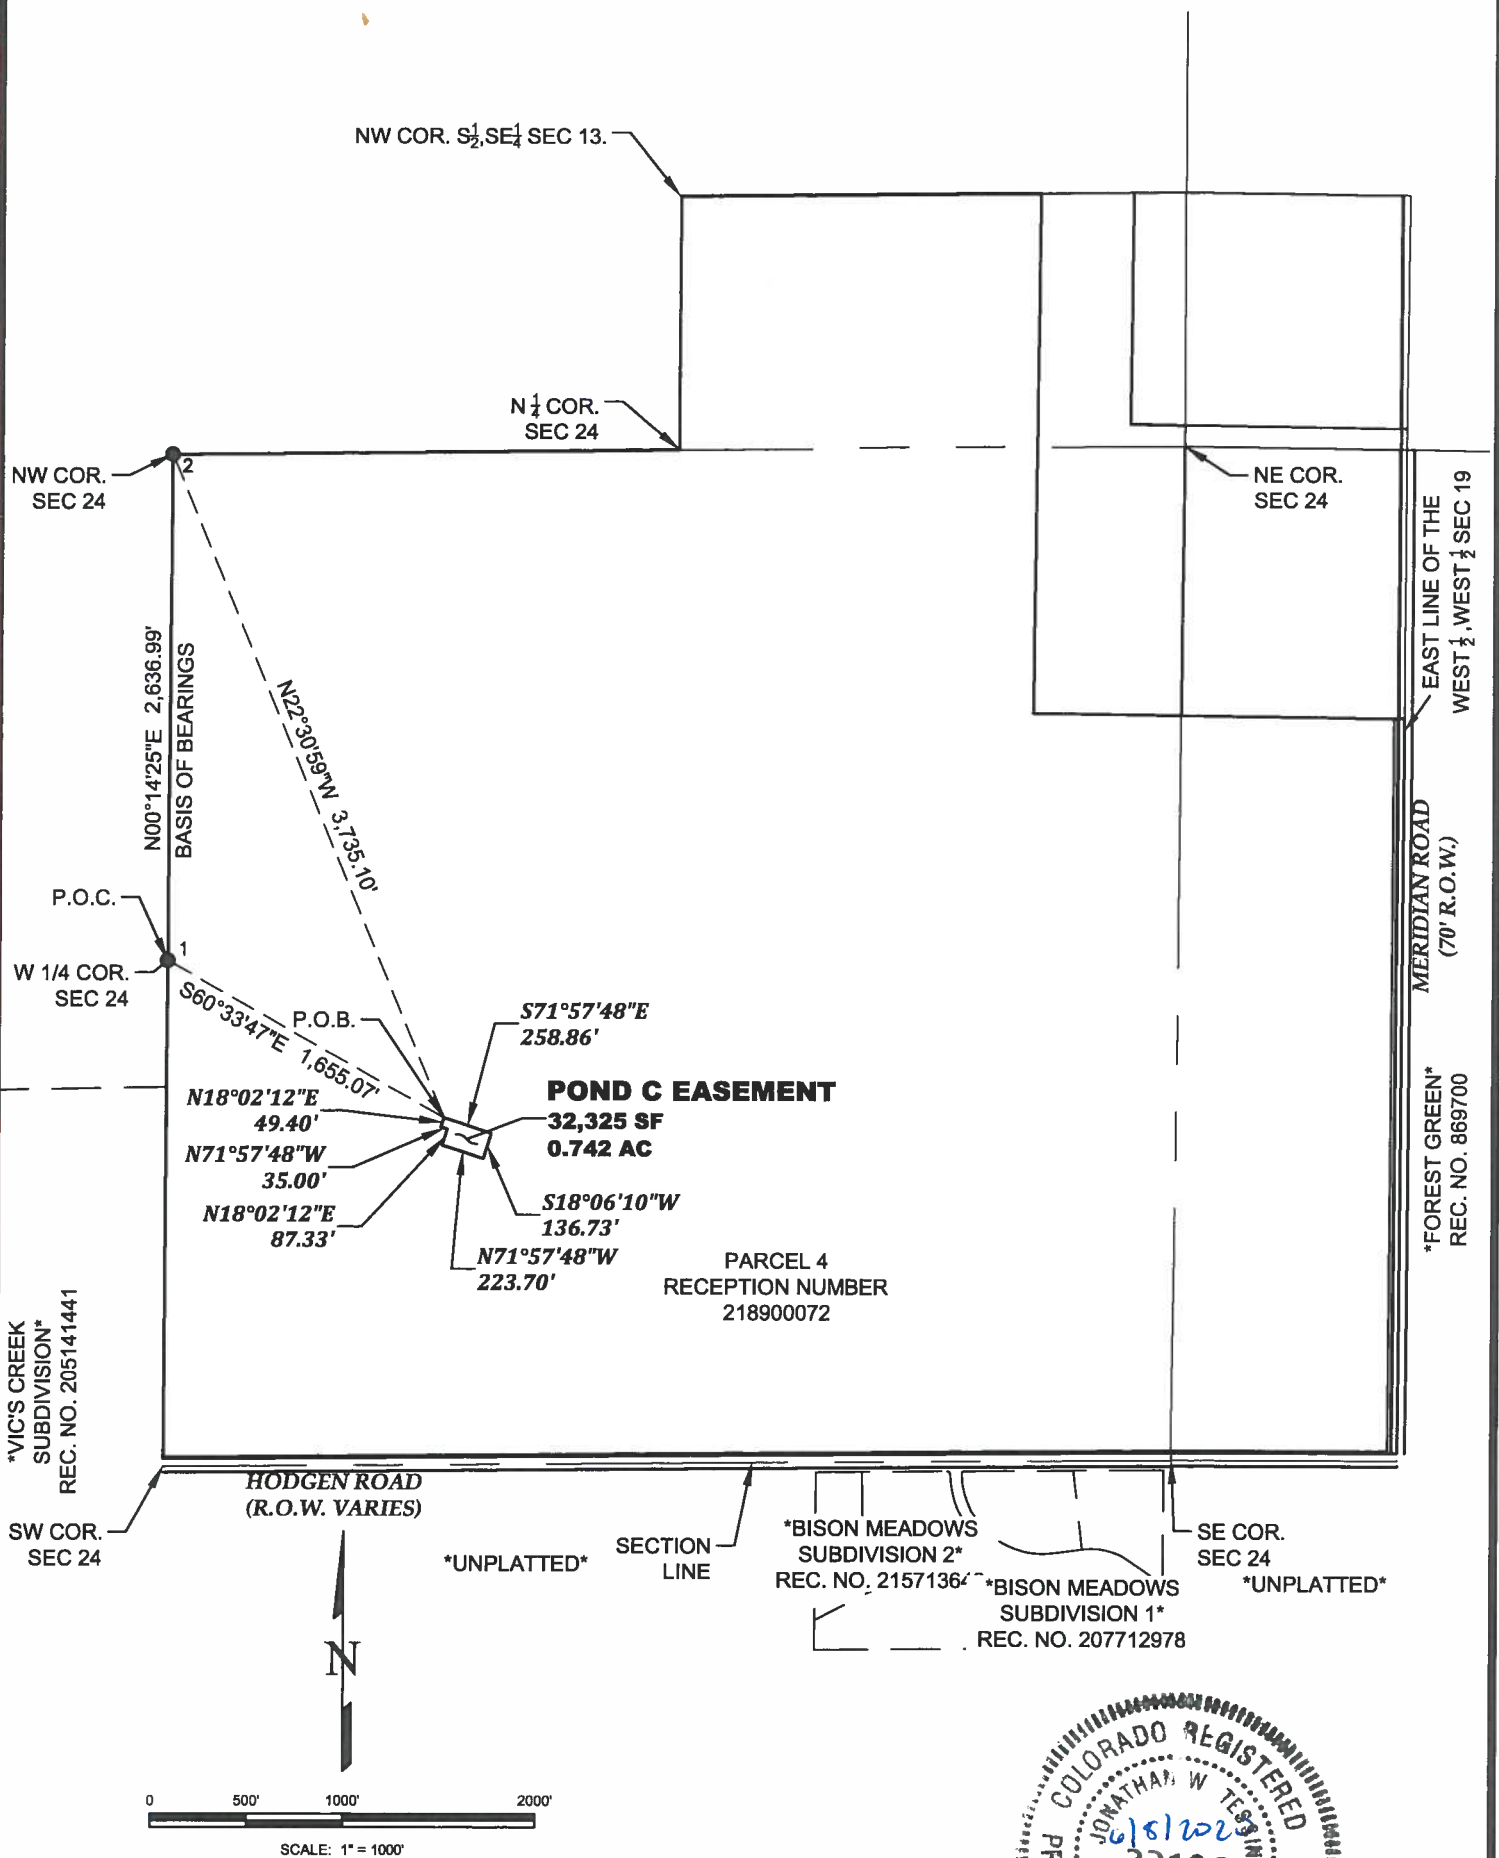 NW COR. S½,SE¼ SEC 13.
N ¼ COR.
SEC 24
NW COR.
SEC 24
2
NE COR.
SEC 24
EAST LINE OF THE
WEST ½,WEST ½ SEC 19
N00°14'25"E 2,636.99'
BASIS OF BEARINGS
N22°30'59"W 3,735.10'
MERIDIAN ROAD
(70' R.O.W.)
P.O.C.
1
W 1/4 COR.
SEC 24
S60°33'47"E 1,655.07'
P.O.B.
S71°57'48"E
258.86'
POND C EASEMENT
32,325 SF
0.742 AC
N18°02'12"E
49.40'
N71°57'48"W
35.00'
N18°02'12"E
87.33'
S18°06'10"W
136.73'
N71°57'48"W
223.70'
PARCEL 4
RECEPTION NUMBER
218900072
*FOREST GREEN*
REC. NO. 869700
*VIC'S CREEK
SUBDIVISION*
REC. NO. 205141441
HODGEN ROAD
(R.O.W. VARIES)
SW COR.
SEC 24
*UNPLATTED*
SECTION
LINE
*BISON MEADOWS
SUBDIVISION 2*
REC. NO.
*BISON MEADOWS
SUBDIVISION 1*
REC. NO. 207712978
SE COR.
SEC 24
*UNPLATTED*
N
0 500' 1000' 2000'
SCALE: 1" = 1000'
COLORADO REGISTERED
JONATHAN W